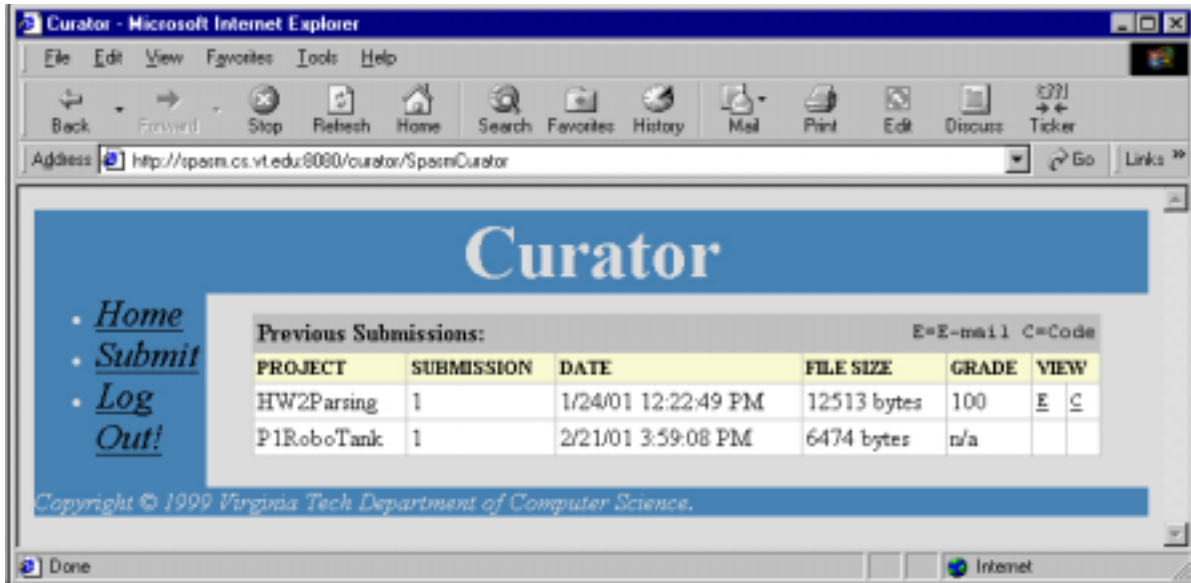 Curator - Microsoft Internet Explorer
File Edit View Favorites Tools Help
Back Forward Stop Refresh Home Search Favorites History Mail Print Edit Discuss Ticker
Address http://spasm.cs.vt.edu:8080/curator/SpasmCurator Go Links »
Curator
Home
Submit
Log
Out!
Previous Submissions: E=E-mail C=Code
PROJECT SUBMISSION DATE FILE SIZE GRADE VIEW
HW2Parsing 1 1/24/01 12:22:49 PM 12513 bytes 100 E C
P1RoboTank 1 2/21/01 3:59:08 PM 6474 bytes n/a
Copyright © 1999 Virginia Tech Department of Computer Science.
Done Internet